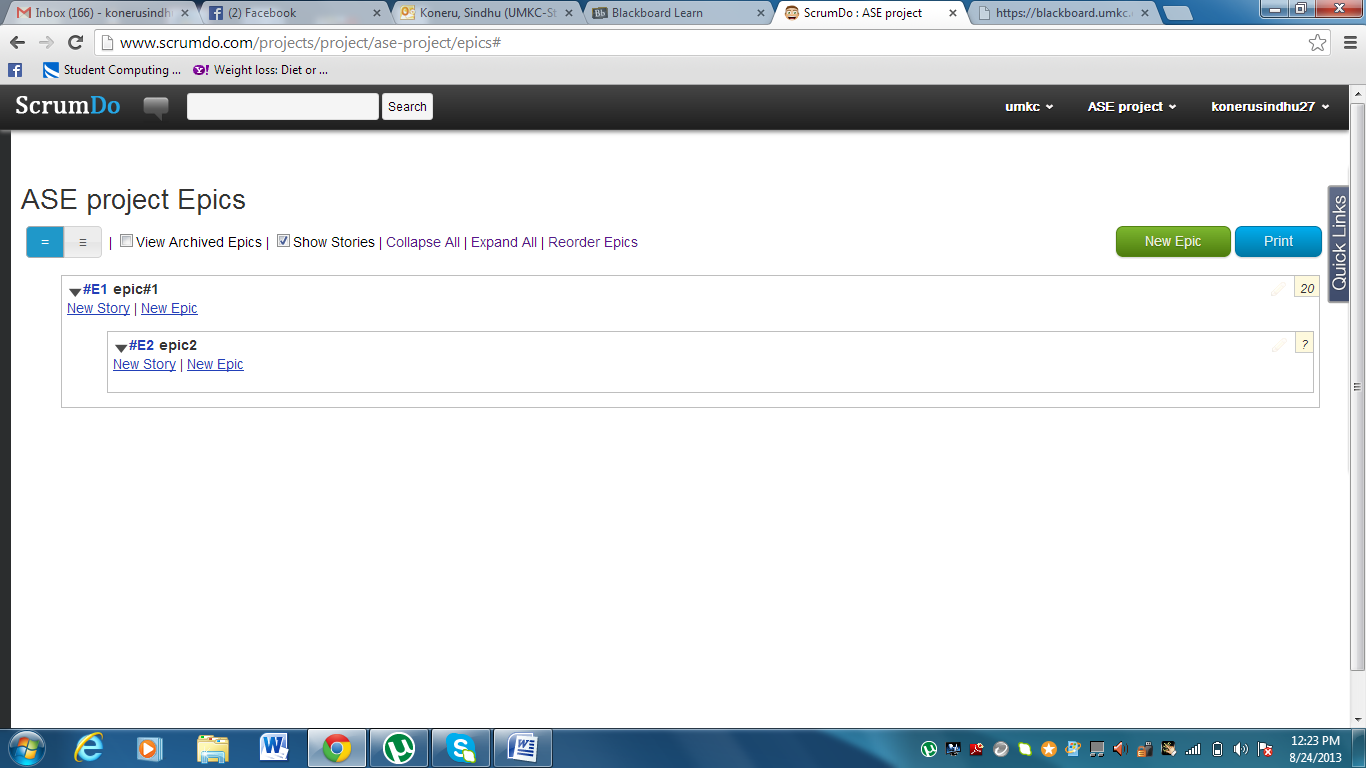 Inbox (166) - konerusindh
(2) Facebook
Koneru, Sindhu (UMKC-St
Bb Blackboard Learn
ScrumDo : ASE project
https://blackboard.umkc.
www.scrumdo.com/projects/project/ase-project/epics#
Student Computing ...
Y! Weight loss: Diet or ...
ScrumDo
Search
umkc
ASE project
konerusindhu27
ASE project Epics
| View Archived Epics | Show Stories | Collapse All | Expand All | Reorder Epics
New Epic
Print
Quick Links
#E1 epic#1
20
New Story | New Epic
#E2 epic2
?
New Story | New Epic
12:23 PM
8/24/2013